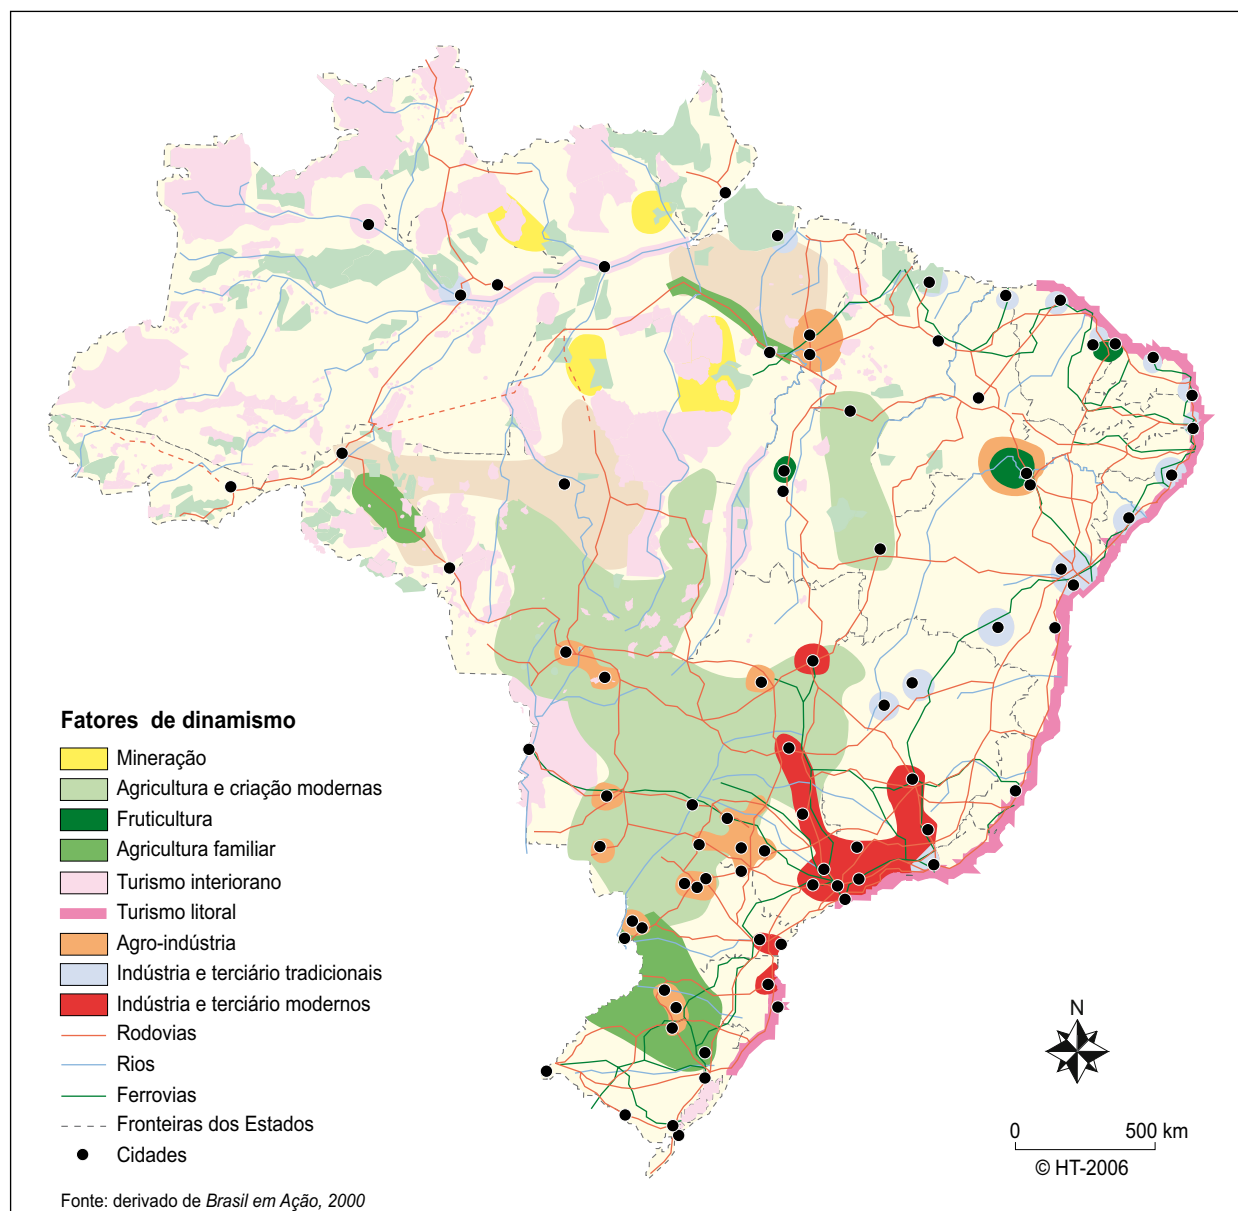 Fatores de dinamismo
Mineração
Agricultura e criação modernas
Fruticultura
Agricultura familiar
Turismo interiorano
Turismo litoral
Agro-indústria
Indústria e terciário tradicionais
Indústria e terciário modernos
Rodovias
Rios
Ferrovias
Fronteiras dos Estados
Cidades
Fonte: derivado de Brasil em Ação, 2000
N
0 500 km
© HT-2006